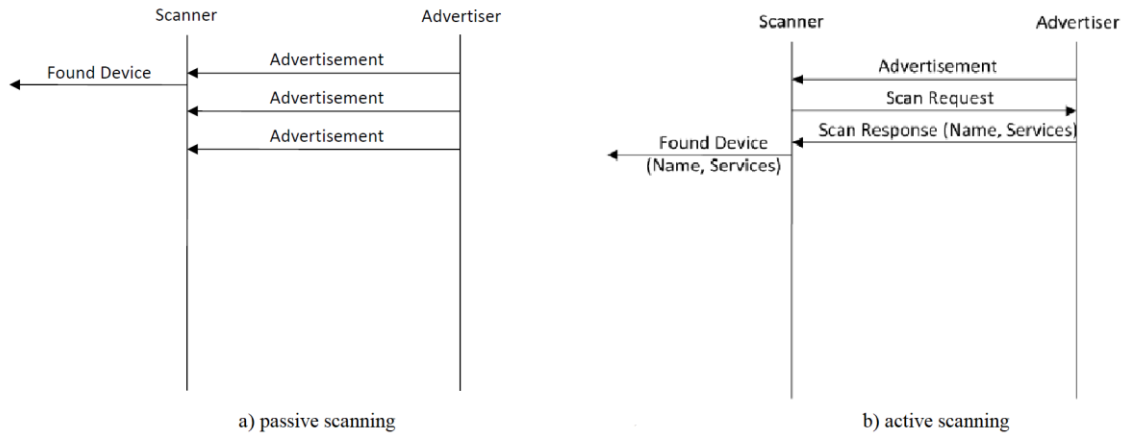 Scanner
Advertiser
Advertisement
Found Device
Advertisement
Advertisement
a) passive scanning
Scanner
Advertiser
Advertisement
Scan Request
Scan Response (Name, Services)
Found Device
(Name, Services)
b) active scanning